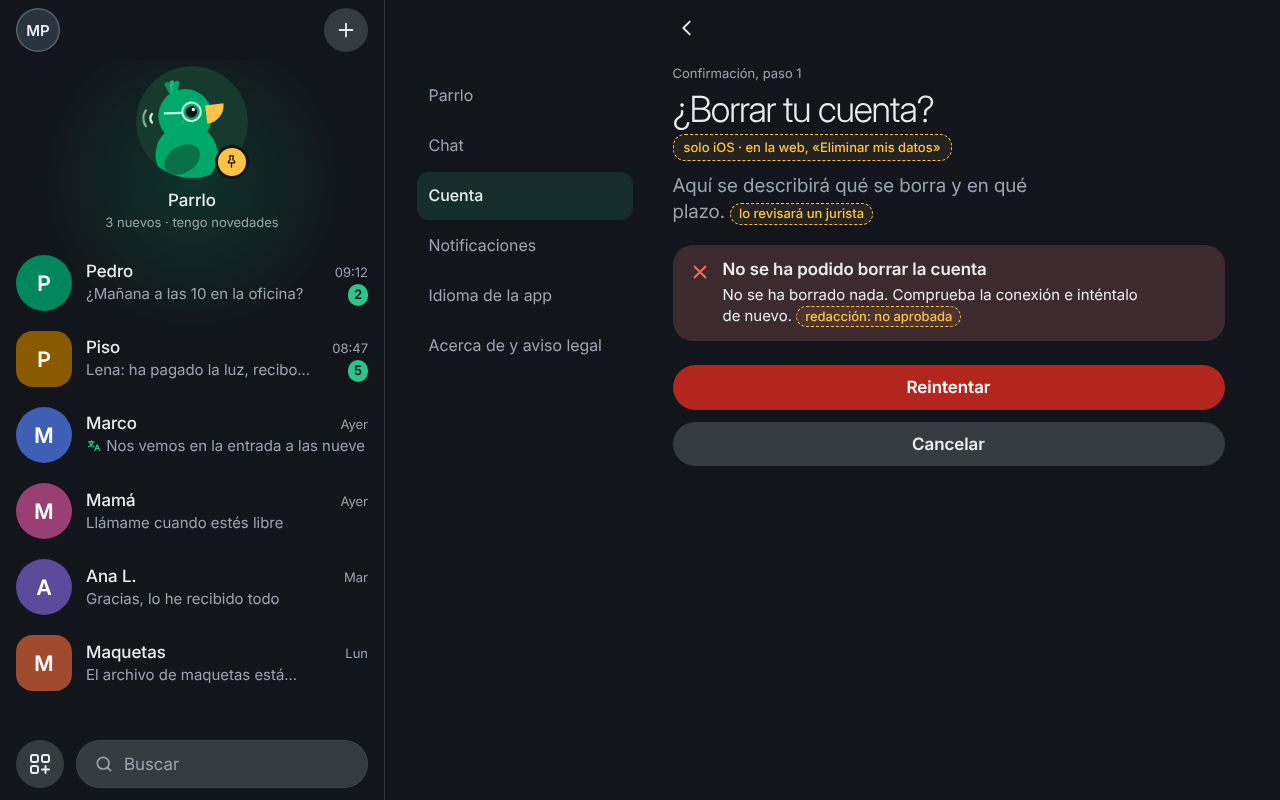 MP
Parrlo
3 nuevos · tengo novedades
P
Pedro
09:12
¿Mañana a las 10 en la oficina?
2
P
Piso
08:47
Lena: ha pagado la luz, recibo...
5
M
Marco
Ayer
Nos vemos en la entrada a las nueve
M
Mamá
Ayer
Llámame cuando estés libre
A
Ana L.
Mar
Gracias, lo he recibido todo
M
Maquetas
Lun
El archivo de maquetas está...
Buscar
Parrlo
Chat
Cuenta
Notificaciones
Idioma de la app
Acerca de y aviso legal
Confirmación, paso 1
¿Borrar tu cuenta?
solo iOS · en la web, «Eliminar mis datos»
Aquí se describirá qué se borra y en qué
plazo. lo revisará un jurista
No se ha podido borrar la cuenta
No se ha borrado nada. Comprueba la conexión e inténtalo
de nuevo. redacción: no aprobada
Reintentar
Cancelar